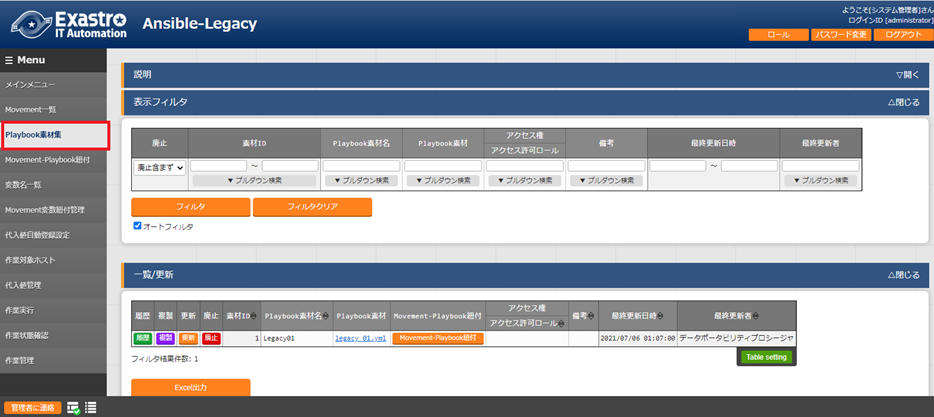 Exastro
IT Automation
Ansible-Legacy
ようこそ[システム管理者]さん
ログインID [administrator]
ロール
パスワード変更
ログアウト
Menu
メインメニュー
Movement一覧
Playbook素材集
Movement-Playbook紐付
変数名一覧
Movement変数紐付管理
代入値自動登録設定
作業対象ホスト
代入値管理
作業実行
作業状態確認
作業管理
説明
▽開く
表示フィルタ
△閉じる
廃止
素材ID
Playbook素材名
Playbook素材
アクセス権
アクセス許可ロール
備考
最終更新日時
最終更新者
廃止含まず
～
～
▼ プルダウン検索
▼ プルダウン検索
▼ プルダウン検索
▼ プルダウン検索
▼ プルダウン検索
▼ プルダウン検索
フィルタ
フィルタクリア
オートフィルタ
一覧/更新
△閉じる
履歴
複製
更新
廃止
素材ID
Playbook素材名
Playbook素材
Movement-Playbook紐付
アクセス権
アクセス許可ロール
備考
最終更新日時
最終更新者
履歴
複製
更新
廃止
1
Legacy01
legacy_01.yml
Movement-Playbook紐付
2021/07/06 01:07:00
データポータビリティプロシージャ
フィルタ結果件数: 1
Table setting
Excel出力
管理者に連絡